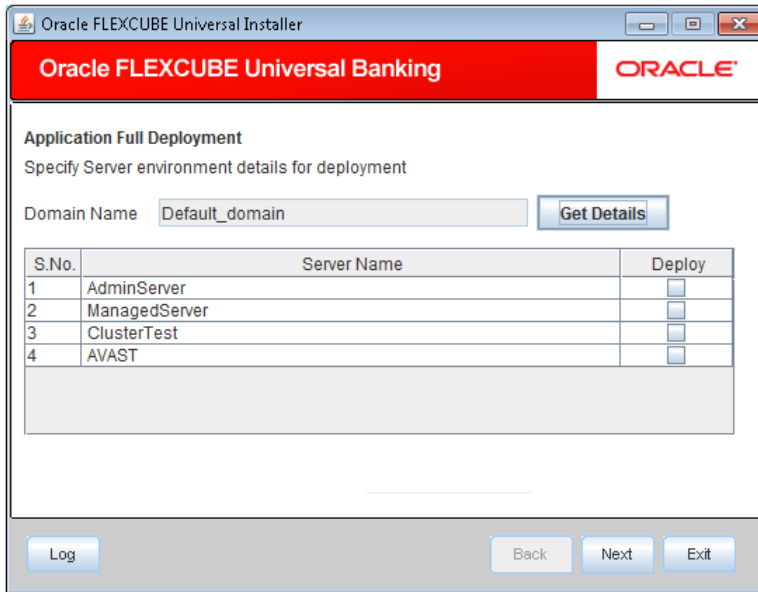 Oracle FLEXCUBE Universal Installer
Oracle FLEXCUBE Universal Banking
ORACLE
Application Full Deployment
Specify Server environment details for deployment
Domain Name Default_domain Get Details
S.No. Server Name Deploy
1 AdminServer
2 ManagedServer
3 ClusterTest
4 AVAST
Log Back Next Exit